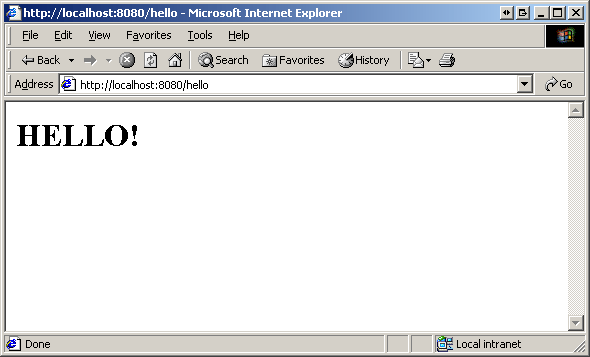 http://localhost:8080/hello - Microsoft Internet Explorer
File Edit View Favorites Tools Help
Back Search Favorites History
Address http://localhost:8080/hello Go
HELLO!
Done Local intranet